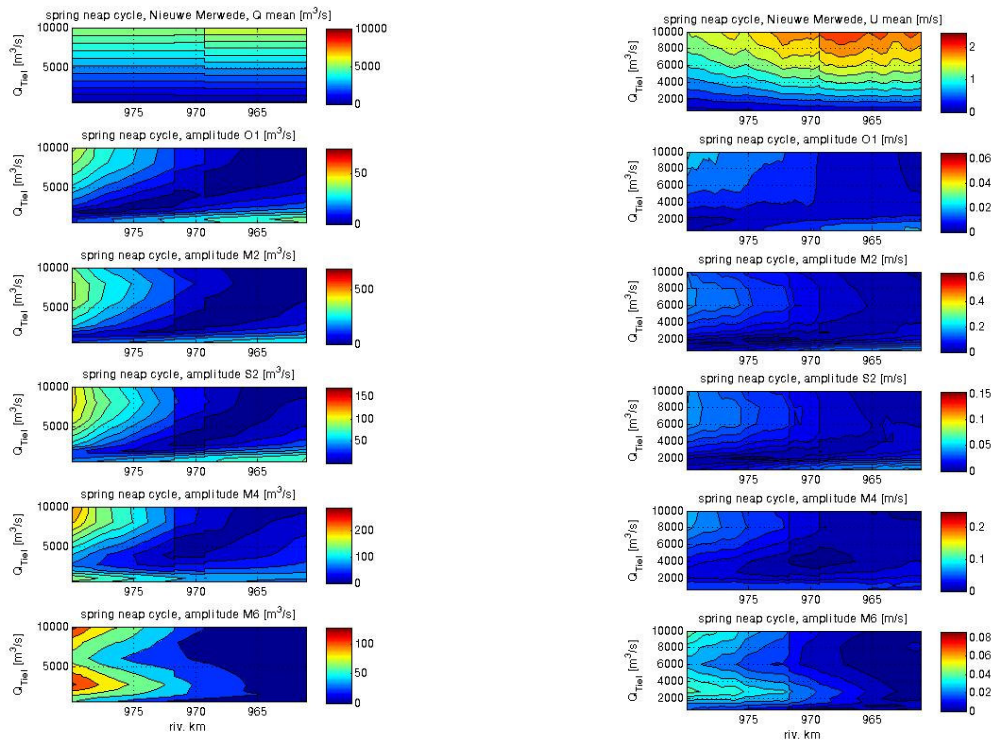 spring neap cycle, Nieuwe Merwede, Q mean [m³/s]
Q_Tiel [m³/s]
10000
5000
975 970 965
10000
5000
0
spring neap cycle, amplitude O1 [m³/s]
Q_Tiel [m³/s]
10000
5000
975 970 965
50
0
spring neap cycle, amplitude M2 [m³/s]
Q_Tiel [m³/s]
10000
5000
975 970 965
500
0
spring neap cycle, amplitude S2 [m³/s]
Q_Tiel [m³/s]
10000
5000
975 970 965
150
100
50
0
spring neap cycle, amplitude M4 [m³/s]
Q_Tiel [m³/s]
10000
5000
975 970 965
200
100
0
spring neap cycle, amplitude M6 [m³/s]
Q_Tiel [m³/s]
10000
5000
975 970 965
riv. km
100
50
0
spring neap cycle, Nieuwe Merwede, U mean [m/s]
Q_Tiel [m³/s]
10000
8000
6000
4000
2000
975 970 965
2
1
0
spring neap cycle, amplitude O1 [m/s]
Q_Tiel [m³/s]
10000
8000
6000
4000
2000
975 970 965
0.06
0.04
0.02
0
spring neap cycle, amplitude M2 [m/s]
Q_Tiel [m³/s]
10000
8000
6000
4000
2000
975 970 965
0.6
0.4
0.2
0
spring neap cycle, amplitude S2 [m/s]
Q_Tiel [m³/s]
10000
8000
6000
4000
2000
975 970 965
0.15
0.1
0.05
0
spring neap cycle, amplitude M4 [m/s]
Q_Tiel [m³/s]
10000
8000
6000
4000
2000
975 970 965
0.2
0.1
0
spring neap cycle, amplitude M6 [m/s]
Q_Tiel [m³/s]
10000
8000
6000
4000
2000
975 970 965
riv. km
0.08
0.06
0.04
0.02
0